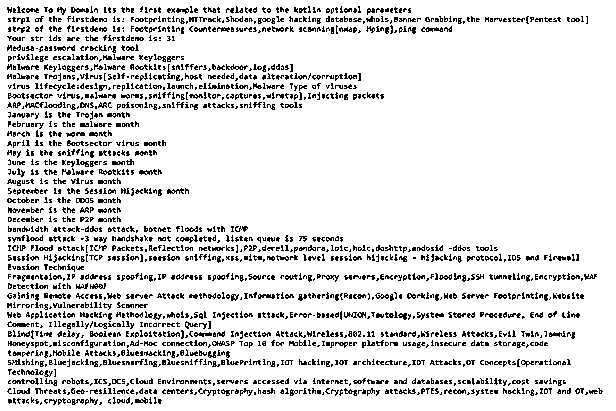 Welcome To My Domain its the first example that related to the kotlin optional parameters
strp1 of the firstdemo is: Footprinting,HTTrack,Shodan,google hacking database,whois,Banner Grabbing,the Harvester[Pentest tool]
strp2 of the firstdemo is: Footprinting Countermeasures,network scanning[nmap, Hping],ping command
Your str ids are the firstdemo is: 31
Medusa-password cracking tool
privilege escalation,Malware Keyloggers
Malware Keyloggers,Malware Rootkits[sniffers,backdoor,log,ddos]
Malware Trojans,Virus[Self-replicating,host needed,data alteration/corruption]
virus lifecycle:design,replication,launch,elimination,Malware Type of viruses
Bootsector virus,malware worms,sniffing[monitor,captures,wiretap],Injecting packets
ARP,MACflooding,DNS,ARC poisoning,sniffing attacks,sniffing tools
January is the Trojan month
February is the malware month
March is the worm month
April is the Bootsector virus month
May is the sniffing attacks month
June is the Keyloggers month
July is the Malware Rootkits month
August is the Virus month
September is the Session Hijacking month
October is the DDOS month
November is the ARP month
December is the P2P month
bandwidth attack-ddos attack, botnet floods with ICMP
synflood attack -3 way handshake not completed, listen queue is 75 seconds
ICMP flood attack[ICMP Packets,Reflection networks],P2P,dereil,pandora,loic,hoic,doshttp,andosid -ddos tools
Session Hijacking[TCP session],session sniffing,xss,mitm,network level session hijacking - hijacking protocol,IDS and Firewall
Evasion Technique
Fragmentaion,IP address spoofing,IP address spoofing,Source routing,Proxy servers,Encryption,Flooding,SSH tunneling,Encryption,WAF
Detection with WAFW00f
Gaining Remote Access,Web server Attack methodology,Information gathering(Recon),Google Dorking,Web Server Footprinting,Website
Mirroring,Vulnerability Scanner
Web Application Hacking Methodology,whois,Sql Injection attack,Error-based[UNION,Tautology,System Stored Procedure, End of Line
Comment, Illegally/Logically Incorrect Query]
Blind[Time delay, Boolean Exploitation],Command Injection Attack,Wireless,802.11 standard,Wireless Attacks,Evil Twin,Jamming
Honeyspot,misconfiguration,Ad-Hoc connection,OWASP Top 10 for Mobile,Improper platform usage,insecure data storage,code
tampering,Mobile Attacks,Bluesmacking,Bluebugging
SMishing,Bluejacking,Bluesnarfing,Bluesniffing,BluePrinting,IOT hacking,IOT architecture,IOT Attacks,OT Concepts[Operational
Technology]
controlling robots,ICS,DCS,Cloud Environments,servers accessed via internet,software and databases,scalability,cost savings
Cloud Threats,Geo-resilience,data centers,Cryptography,hash algorithm,Cryptography attacks,PTES,recon,system hacking,IOT and OT,web
attacks,cryptography, cloud,mobile